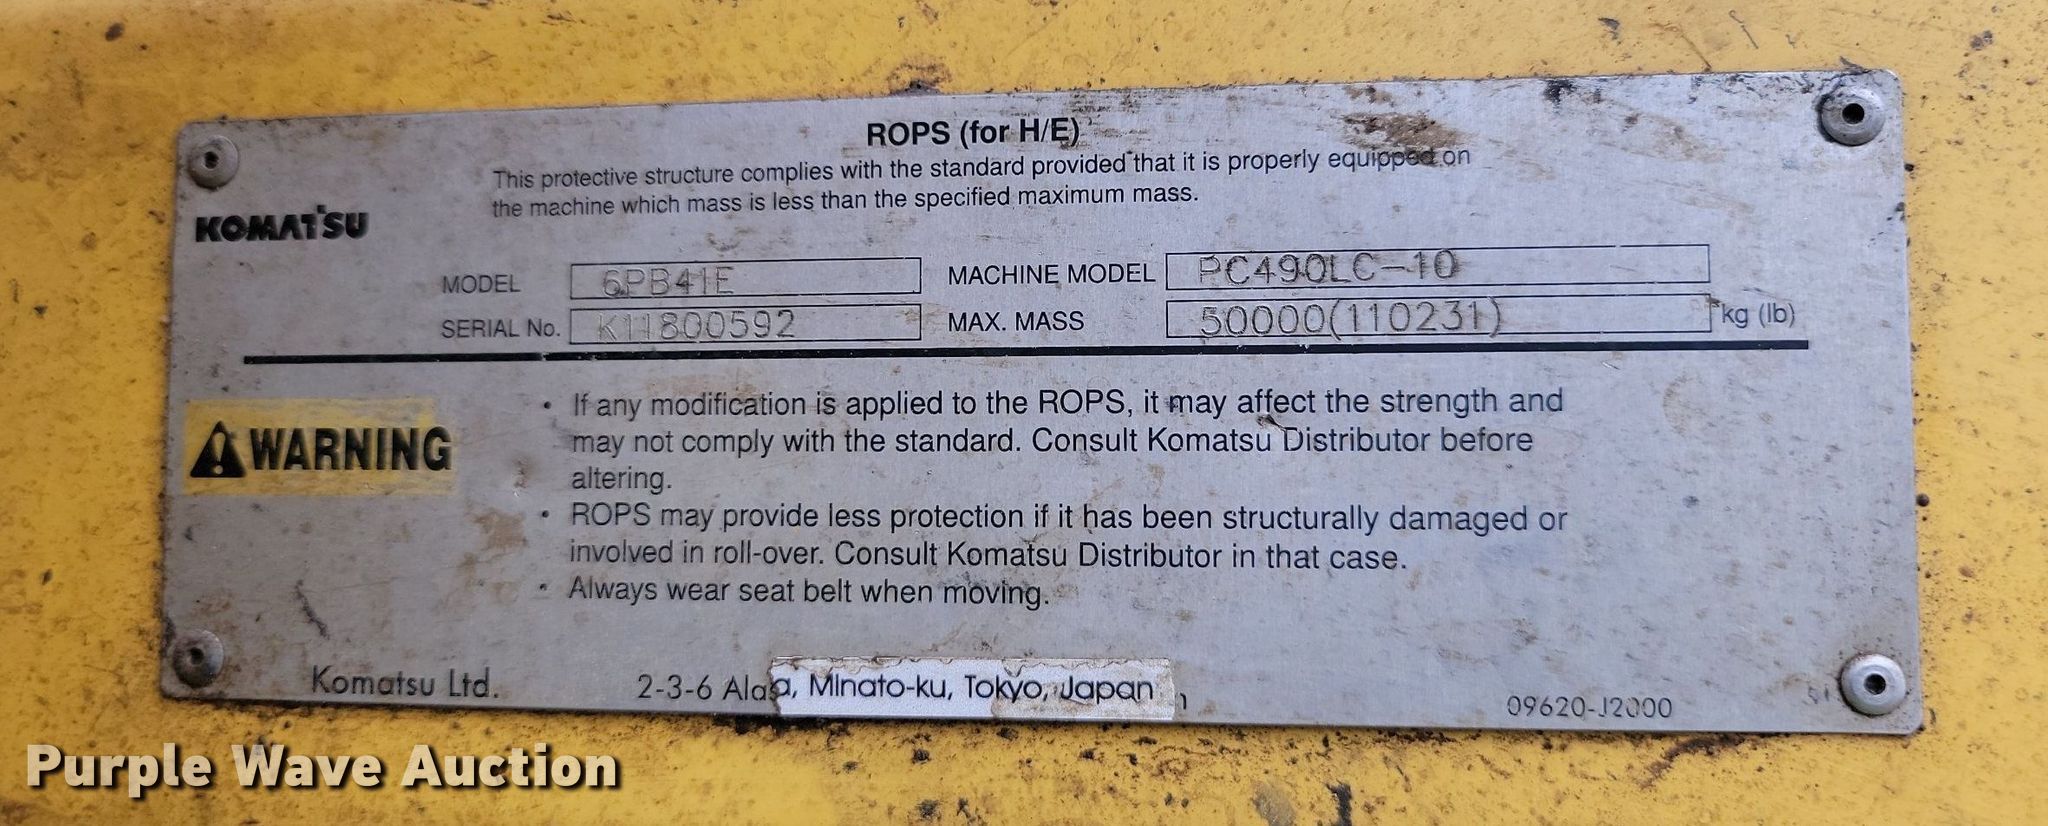 ROPS (for H/E)
This protective structure complies with the standard provided that it is properly equipped on
the machine which mass is less than the specified maximum mass.
KOMATSU
MODEL 6PB41E MACHINE MODEL PC490LC-10
SERIAL No. K11800592 MAX. MASS 50000(110231) kg (lb)
WARNING
• If any modification is applied to the ROPS, it may affect the strength and
may not comply with the standard. Consult Komatsu Distributor before
altering.
• ROPS may provide less protection if it has been structurally damaged or
involved in roll-over. Consult Komatsu Distributor in that case.
• Always wear seat belt when moving.
Komatsu Ltd. 2-3-6 Alasa, Minato-ku, Tokyo, Japan 09620-J2000
Purple Wave Auction